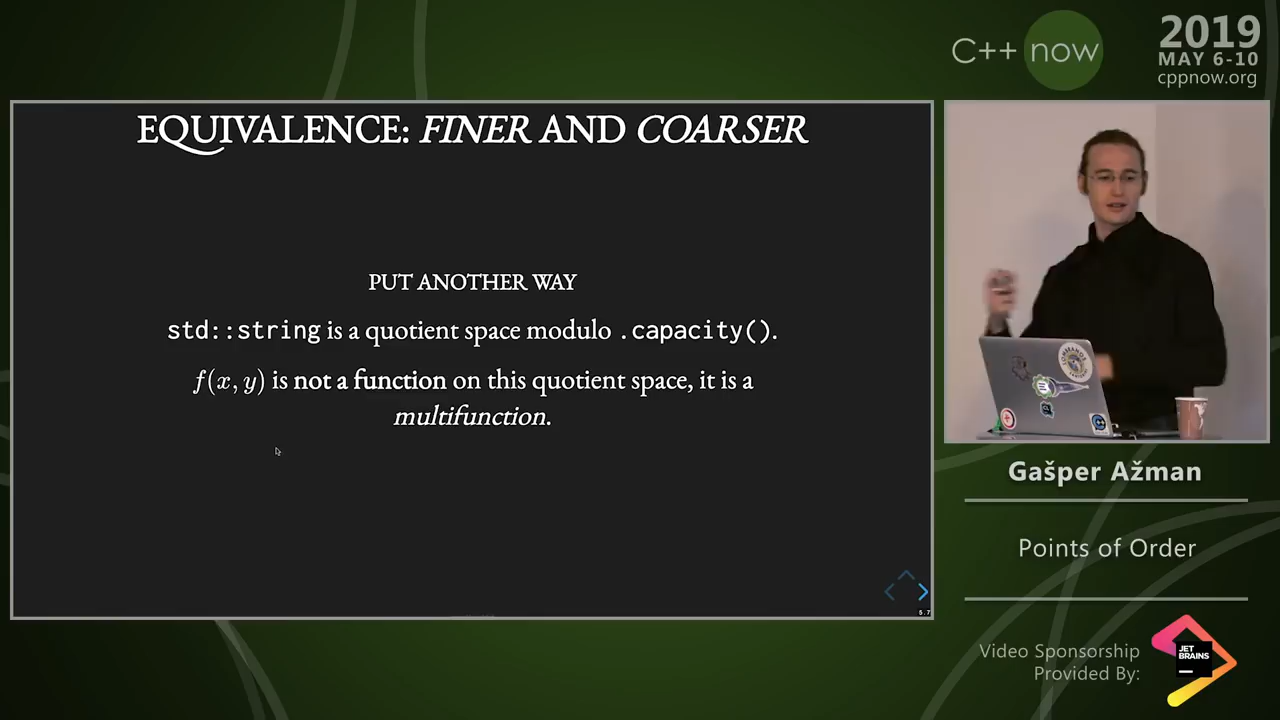 C++ now
2019
MAY 6-10
cppnow.org
EQUIVALENCE: FINER AND COARSER
PUT ANOTHER WAY
std::string is a quotient space modulo .capacity().
f(x, y) is not a function on this quotient space, it is a
multifunction.
5.7
Gašper Ažman
Points of Order
Video Sponsorship
Provided By:
JET
BRAINS